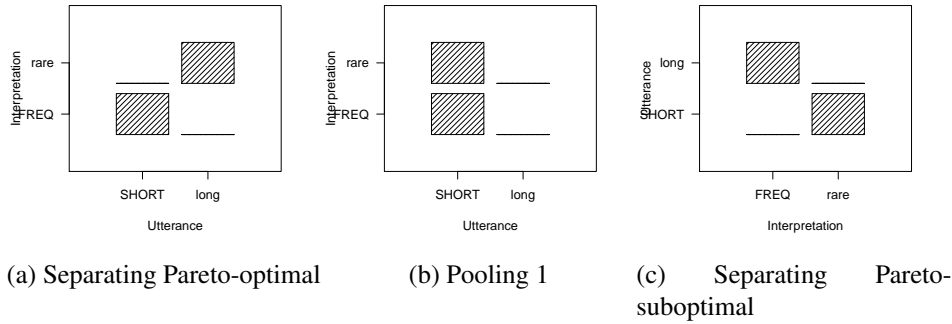 Interpretation
rare
FREQ
SHORT long
Utterance
(a) Separating Pareto-optimal
Interpretation
rare
FREQ
SHORT long
Utterance
(b) Pooling 1
Utterance
long
SHORT
FREQ rare
Interpretation
(c) Separating Pareto-
suboptimal